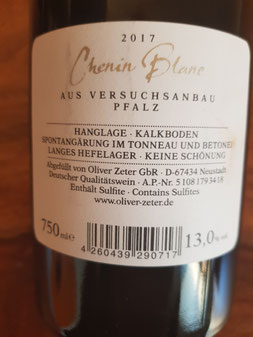 2017
Chenin Blanc
AUS VERSUCHSANBAU
PFALZ
HANGLAGE · KALKBODEN
SPONTANGÄRUNG IM TONNEAU UND BETONEI
LANGES HEFELAGER · KEINE SCHÖNUNG
Abgefüllt von Oliver Zeter GbR · D-67434 Neustadt
Deutscher Qualitätswein · A.P.-Nr. 5 108 179 34 18
Enthält Sulfite · Contains Sulfites
www.oliver-zeter.de
750 ml e
13,0% vol.
4 260439 290717